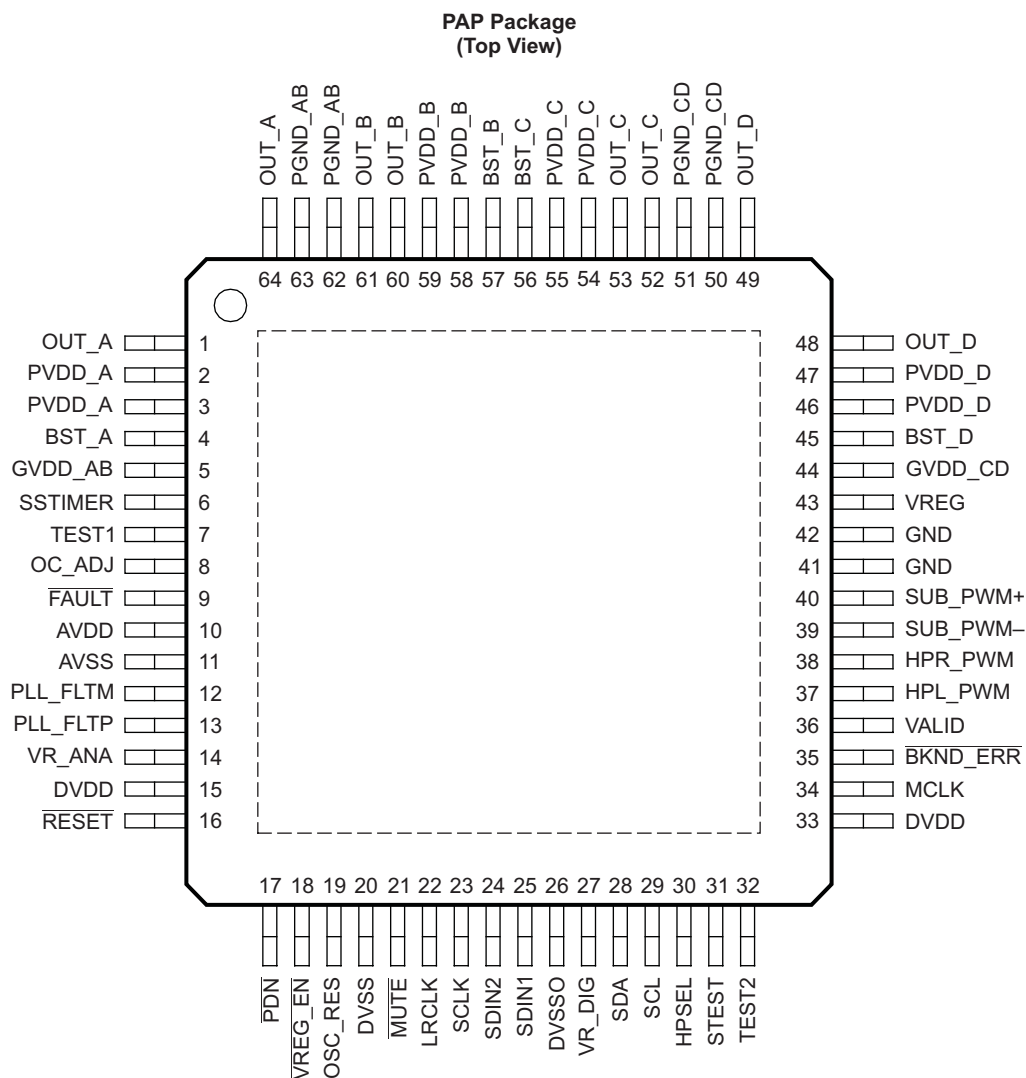 PAP Package
(Top View)
OUT_A
PGND_AB
PGND_AB
OUT_B
OUT_B
PVDD_B
PVDD_B
BST_B
BST_C
PVDD_C
PVDD_C
OUT_C
OUT_C
PGND_CD
PGND_CD
OUT_D
64 63 62 61 60 59 58 57 56 55 54 53 52 51 50 49
OUT_A 1 48 OUT_D
PVDD_A 2 47 PVDD_D
PVDD_A 3 46 PVDD_D
BST_A 4 45 BST_D
GVDD_AB 5 44 GVDD_CD
SSTIMER 6 43 VREG
TEST1 7 42 GND
OC_ADJ 8 41 GND
FAULT 9 40 SUB_PWM+
AVDD 10 39 SUB_PWM–
AVSS 11 38 HPR_PWM
PLL_FLTM 12 37 HPL_PWM
PLL_FLTP 13 36 VALID
VR_ANA 14 35 BKND_ERR
DVDD 15 34 MCLK
RESET 16 33 DVDD
17 18 19 20 21 22 23 24 25 26 27 28 29 30 31 32
PDN
VREG_EN
OSC_RES
DVSS
MUTE
LRCLK
SCLK
SDIN2
SDIN1
DVSSO
VR_DIG
SDA
SCL
HPSEL
STEST
TEST2